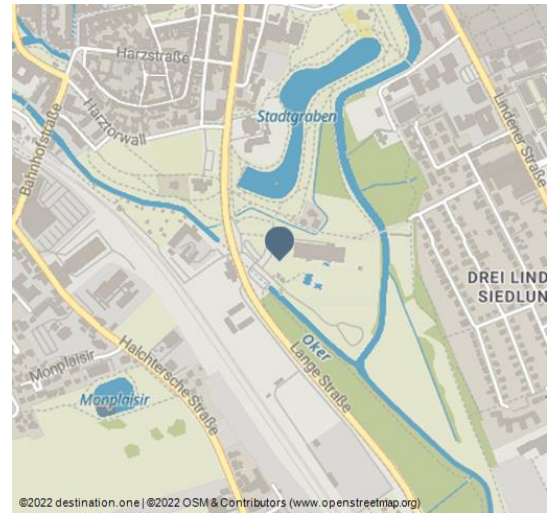 Harzstraße
Harztorwall
Bahnhofstraße
Stadtgraben
Lindener Straße
DREI LIND
SIEDLUN
Oker
Lange Straße
Halchtersche Straße
Monplaisir
Monplaisir
©2022 destination.one | ©2022 OSM & Contributors (www.openstreetmap.org)